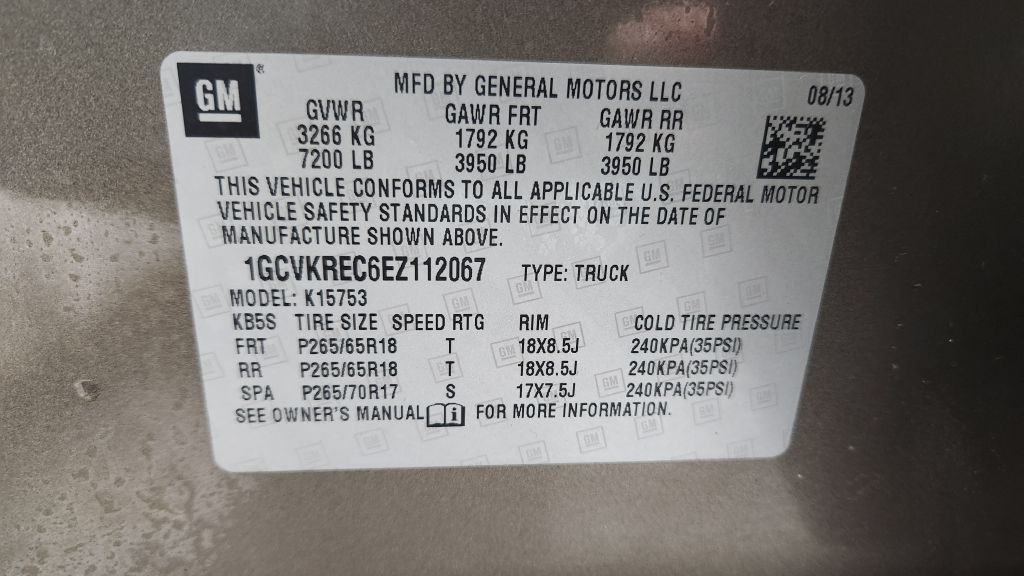 GM
MFD BY GENERAL MOTORS LLC 08/13
GVWR GAWR FRT GAWR RR
3266 KG 1792 KG 1792 KG
7200 LB 3950 LB 3950 LB
THIS VEHICLE CONFORMS TO ALL APPLICABLE U.S. FEDERAL MOTOR
VEHICLE SAFETY STANDARDS IN EFFECT ON THE DATE OF
MANUFACTURE SHOWN ABOVE.
1GCVKREC6EZ112067 TYPE: TRUCK
MODEL: K15753
KB5S TIRE SIZE SPEED RTG RIM COLD TIRE PRESSURE
FRT P265/65R18 T 18X8.5J 240KPA(35PSI)
RR P265/65R18 T 18X8.5J 240KPA(35PSI)
SPA P265/70R17 S 17X7.5J 240KPA(35PSI)
SEE OWNER'S MANUAL FOR MORE INFORMATION.